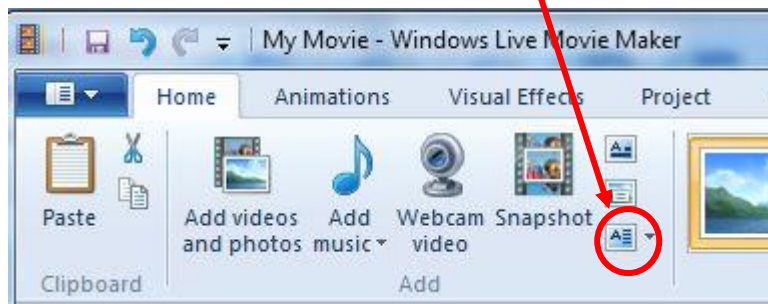 My Movie - Windows Live Movie Maker
Home Animations Visual Effects Project
Paste Add videos and photos Add music Webcam video Snapshot
Clipboard Add